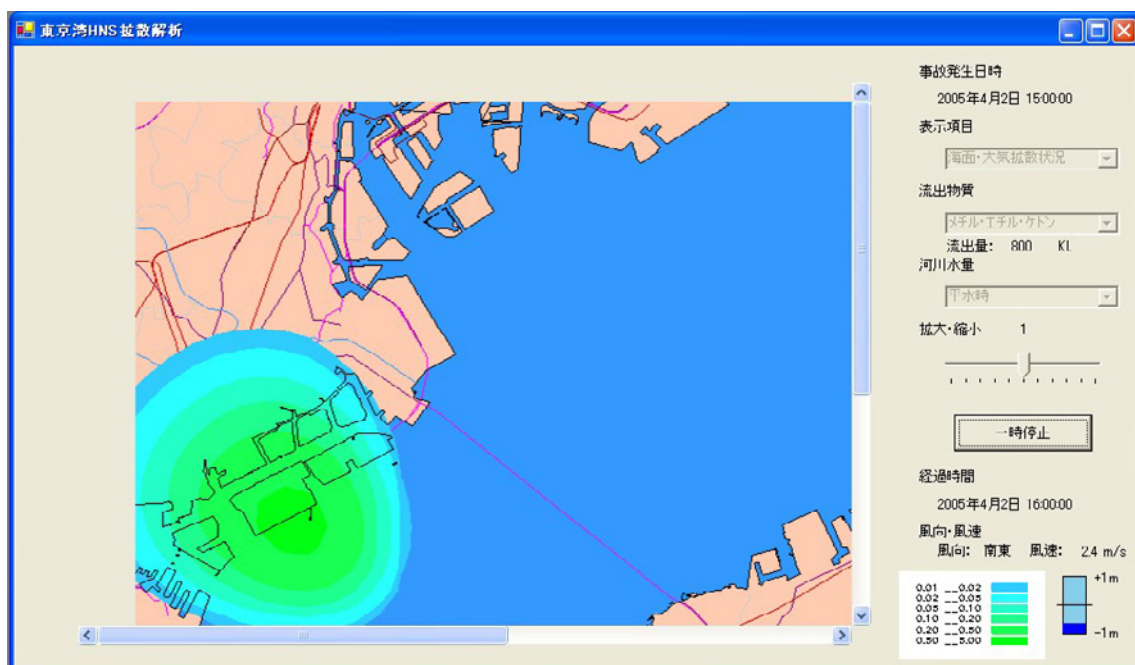 東京湾HNS拡散解析
事故発生日時
2005年4月2日 15:00:00
表示項目
海面・大気拡散状況
流出物質
メチル・エチル・ケトン
流出量: 800 KL
河川水量
平水時
拡大・縮小 1
一時停止
経過時間
2005年4月2日 16:00:00
風向・風速
風向: 南東 風速: 2.4 m/s
0.01 __0.02
0.02 __0.05
0.05 __0.10
0.10 __0.20
0.20 __0.50
0.50 __5.00
+1m
-1m